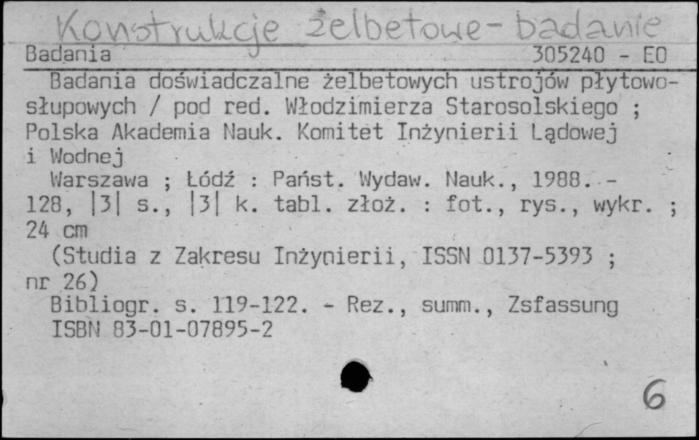 Konstrukcje żelbetowe - badanie
Badania 305240 - EO
Badania doświadczalne żelbetowych ustrojów płytowo-
słupowych / pod red. Włodzimierza Starosolskiego ;
Polska Akademia Nauk. Komitet Inżynierii Lądowej
i Wodnej
Warszawa ; Łódź : Państ. Wydaw. Nauk., 1988. -
128, |3| s., |3| k. tabl. złoż. : fot., rys., wykr. ;
24 cm
(Studia z Zakresu Inżynierii, ISSN 0137-5393 ;
nr 26)
Bibliogr. s. 119-122. - Rez., summ., Zsfassung
ISBN 83-01-07895-2
6